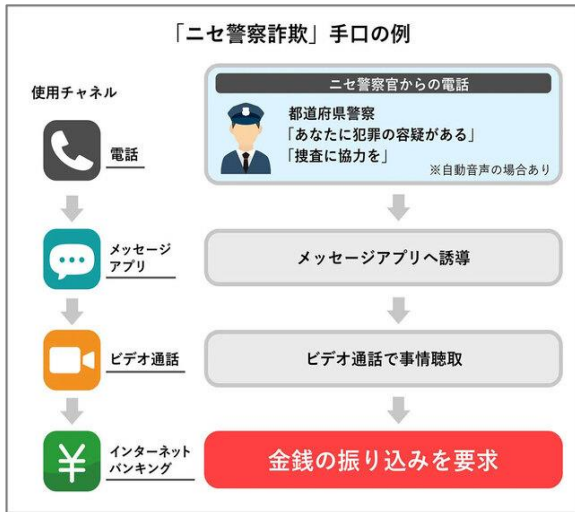 「ニセ警察詐欺」手口の例
使用チャネル
ニセ警察官からの電話
都道府県警察
「あなたに犯罪の容疑がある」
「捜査に協力を」
※自動音声の場合あり
電話
メッセージ
アプリ
メッセージアプリへ誘導
ビデオ通話
ビデオ通話で事情聴取
インターネット
バンキング
金銭の振り込みを要求